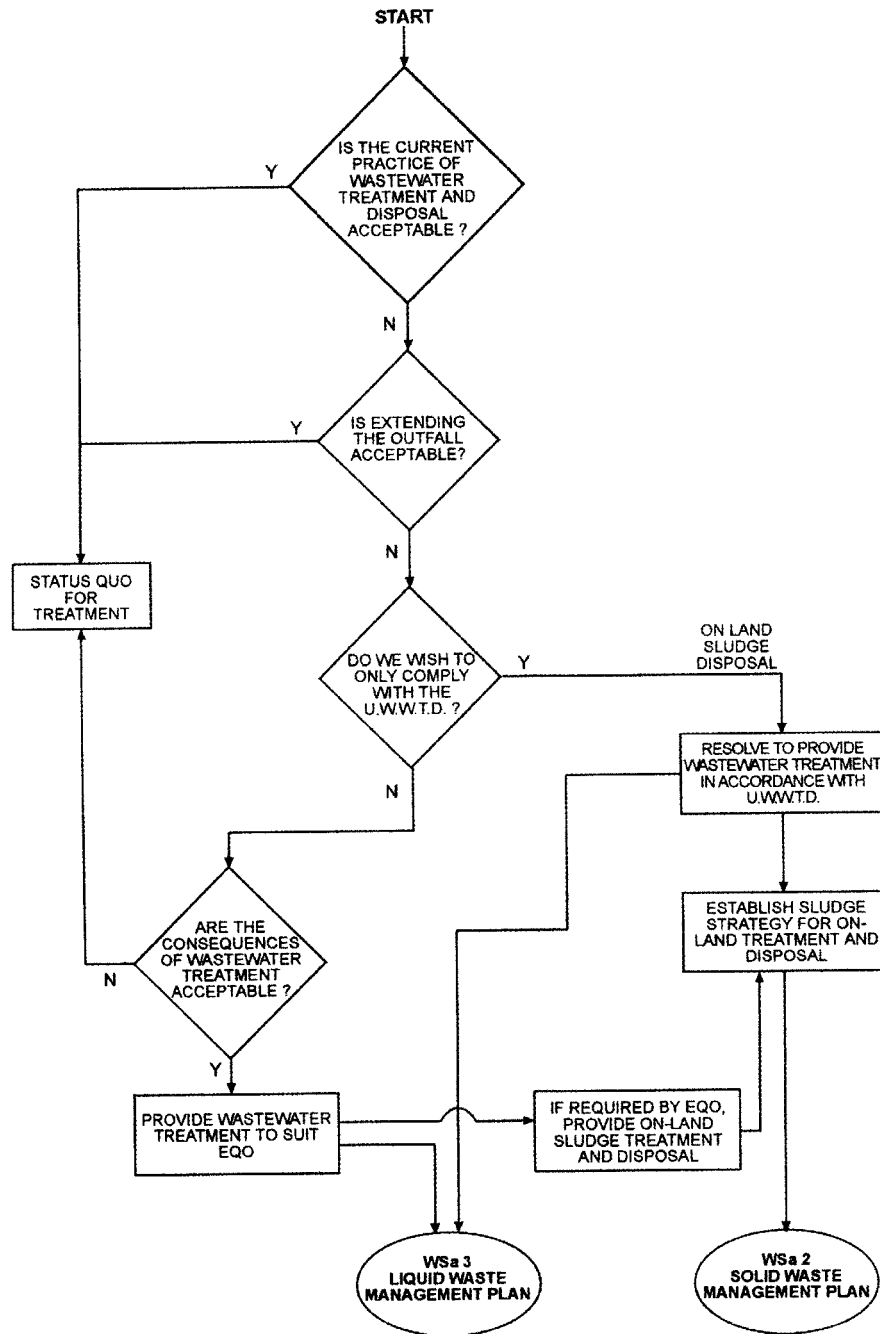 START
IS THE CURRENT
PRACTICE OF
WASTEWATER
TREATMENT AND
DISPOSAL
ACCEPTABLE ?
Y
N
IS EXTENDING
THE OUTFALL
ACCEPTABLE?
Y
N
STATUS QUO
FOR
TREATMENT
DO WE WISH TO
ONLY COMPLY
WITH THE
U.W.W.T.D. ?
Y
ON LAND
SLUDGE
DISPOSAL
N
RESOLVE TO PROVIDE
WASTEWATER TREATMENT
IN ACCORDANCE WITH
U.W.W.T.D.
ARE THE
CONSEQUENCES
OF WASTEWATER
TREATMENT
ACCEPTABLE ?
N
Y
ESTABLISH SLUDGE
STRATEGY FOR ON-
LAND TREATMENT AND
DISPOSAL
PROVIDE WASTEWATER
TREATMENT TO SUIT
EQO
IF REQUIRED BY EQO,
PROVIDE ON-LAND
SLUDGE TREATMENT
AND DISPOSAL
WSa 3
LIQUID WASTE
MANAGEMENT PLAN
WSa 2
SOLID WASTE
MANAGEMENT PLAN